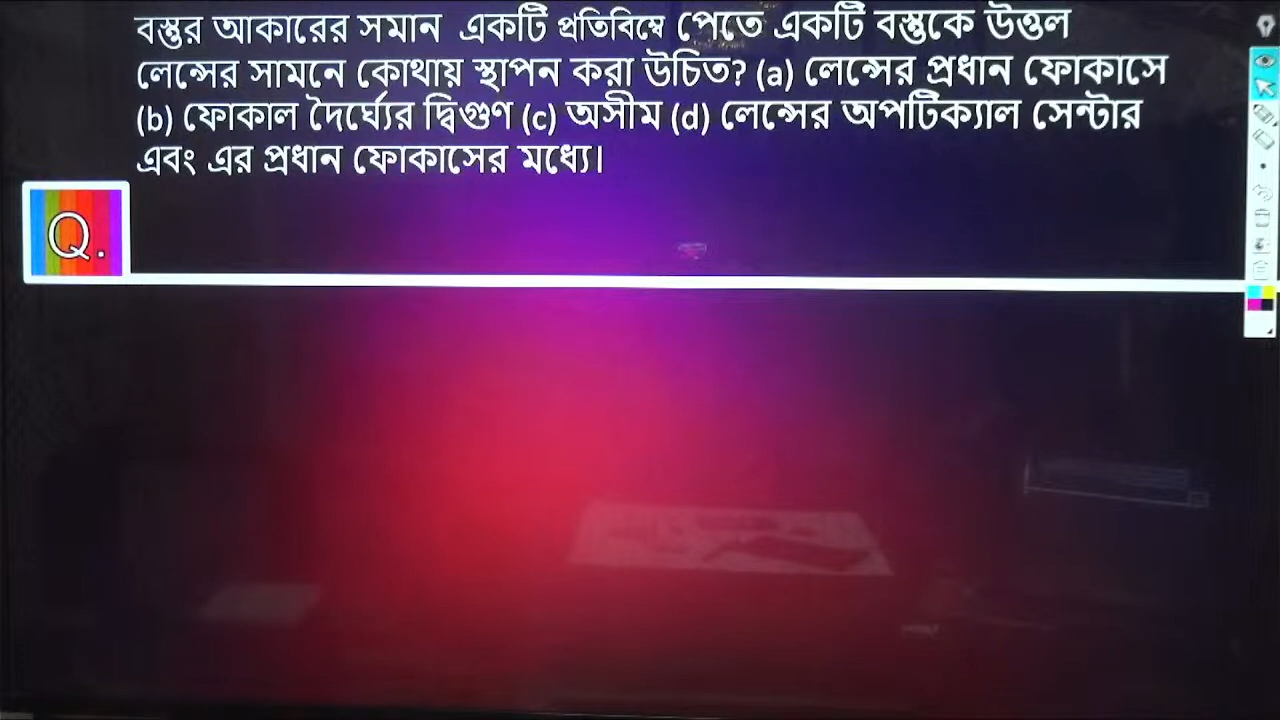 বস্তুর আকারের সমান একটি প্রতিবিম্বে পেতে একটি বস্তুকে উত্তল
লেন্সের সামনে কোথায় স্থাপন করা উচিত? (a) লেন্সের প্রধান ফোকাসে
(b) ফোকাল দৈর্ঘ্যের দ্বিগুণ (c) অসীম (d) লেন্সের অপটিক্যাল সেন্টার
এবং এর প্রধান ফোকাসের মধ্যে।
Q.